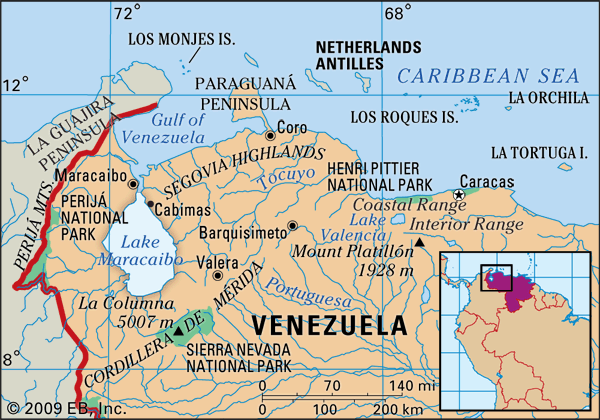 72
68
LOS MONJES IS.
NETHERLANDS
ANTILLES
12°
PARAGUANÁ
PENINSULA
CARIBBEAN SEA
LA ORCHILA
LA GUAJIRA
PENINSULA
Gulf of
Venezuela
Coro
LOS ROQUES IS.
LA TORTUGA I.
SEGOVIA HIGHLANDS
Tocuyo
HENRI PITTIER
NATIONAL PARK
Caracas
Maracaibo
Cabimas
PERIJÁ MTS.
PERIJÁ
NATIONAL
PARK
Coastal Range
Lake
Valencia
Interior Range
Barquisimeto
Mount Platillón
1928 m
Lake
Maracaibo
Valera
La Columna
5007 m
CORDILLERA DE MÉRIDA
Portuguesa
VENEZUELA
SIERRA NEVADA
NATIONAL PARK
8°
0 70 140 mi
0 100 200 km
© 2009 EB, Inc.